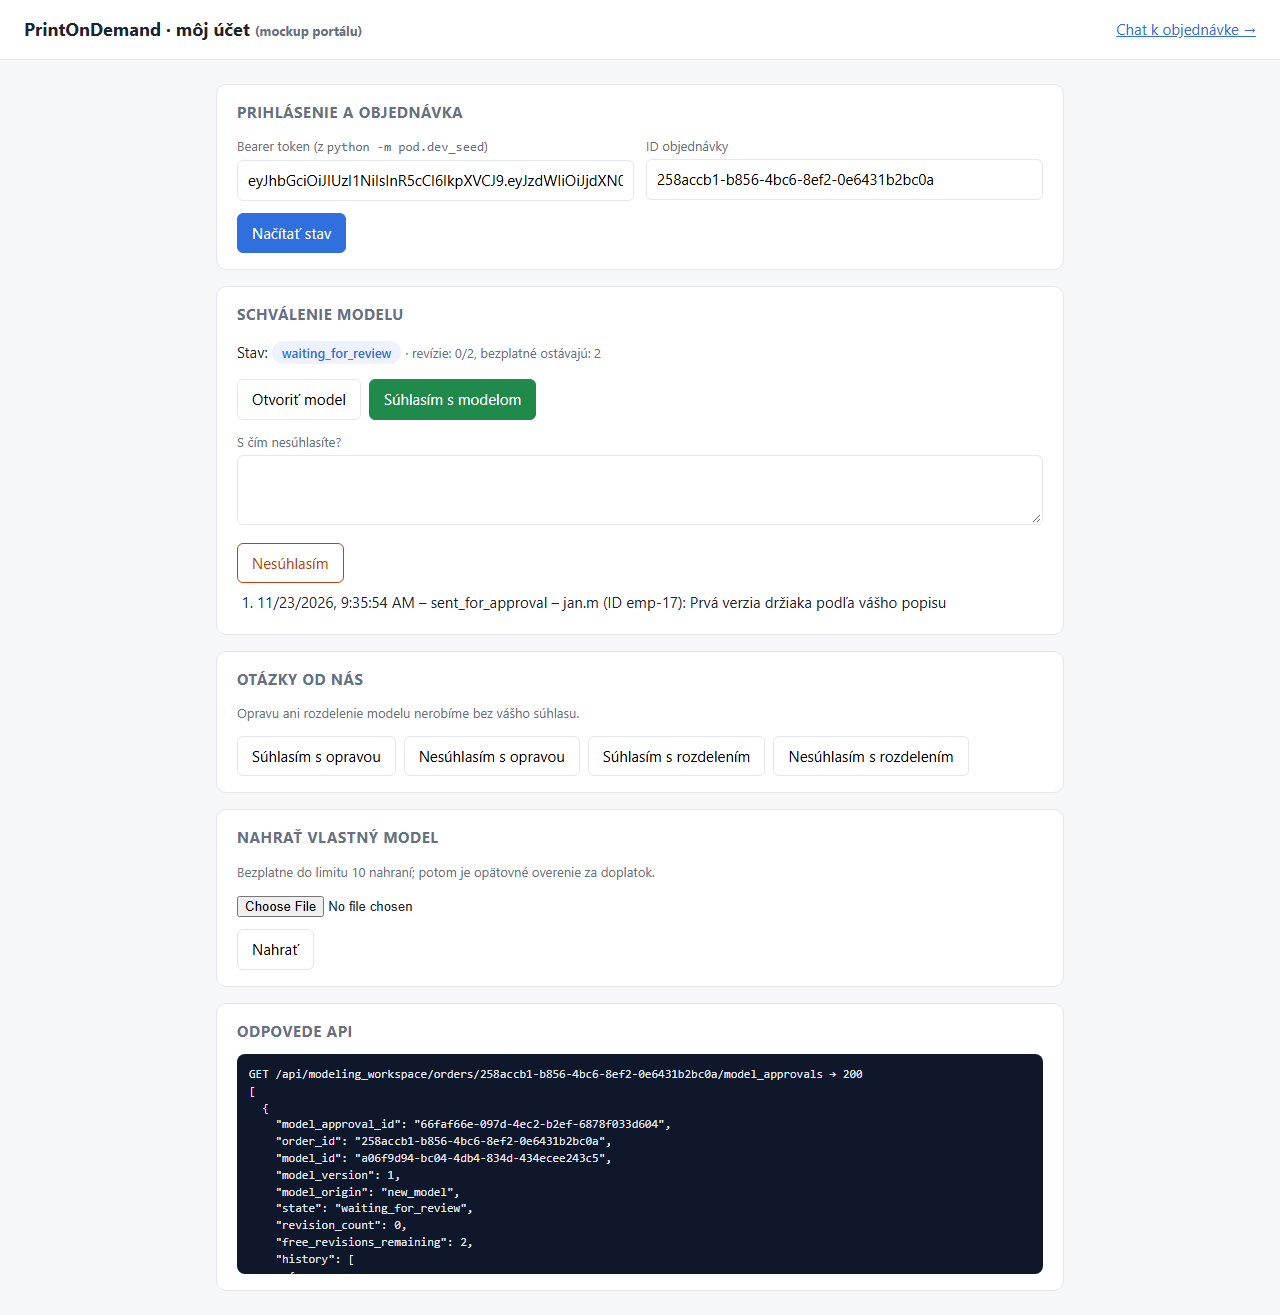 PrintOnDemand · môj účet (mockup portálu)
Chat k objednávke →
PRIHLÁSENIE A OBJEDNÁVKA
Bearer token (z python -m pod.dev_seed)
ID objednávky
258accb1-b856-4bc6-8ef2-0e6431b2bc0a
Načítať stav
SCHVÁLENIE MODELU
Stav: waiting_for_review · revízie: 0/2, bezplatné ostávajú: 2
Otvoriť model
Súhlasím s modelom
S čím nesúhlasíte?
Nesúhlasím
1. 11/23/2026, 9:35:54 AM – sent_for_approval – jan.m (ID emp-17): Prvá verzia držiaka podľa vášho popisu
OTÁZKY OD NÁS
Opravu ani rozdelenie modelu nerobíme bez vášho súhlasu.
Súhlasím s opravou
Nesúhlasím s opravou
Súhlasím s rozdelením
Nesúhlasím s rozdelením
NAHRAŤ VLASTNÝ MODEL
Bezplatne do limitu 10 nahraní; potom je opätovné overenie za doplatok.
Choose File No file chosen
Nahrať
ODPOVEDE API
GET /api/modeling_workspace/orders/258accb1-b856-4bc6-8ef2-0e6431b2bc0a/model_approvals → 200
[
{
"model_approval_id": "66faf66e-097d-4ec2-b2ef-6878f033d604",
"order_id": "258accb1-b856-4bc6-8ef2-0e6431b2bc0a",
"model_id": "a06f9d94-bc04-4db4-834d-434ecee243c5",
"model_version": 1,
"model_origin": "new_model",
"state": "waiting_for_review",
"revision_count": 0,
"free_revisions_remaining": 2,
"history": [